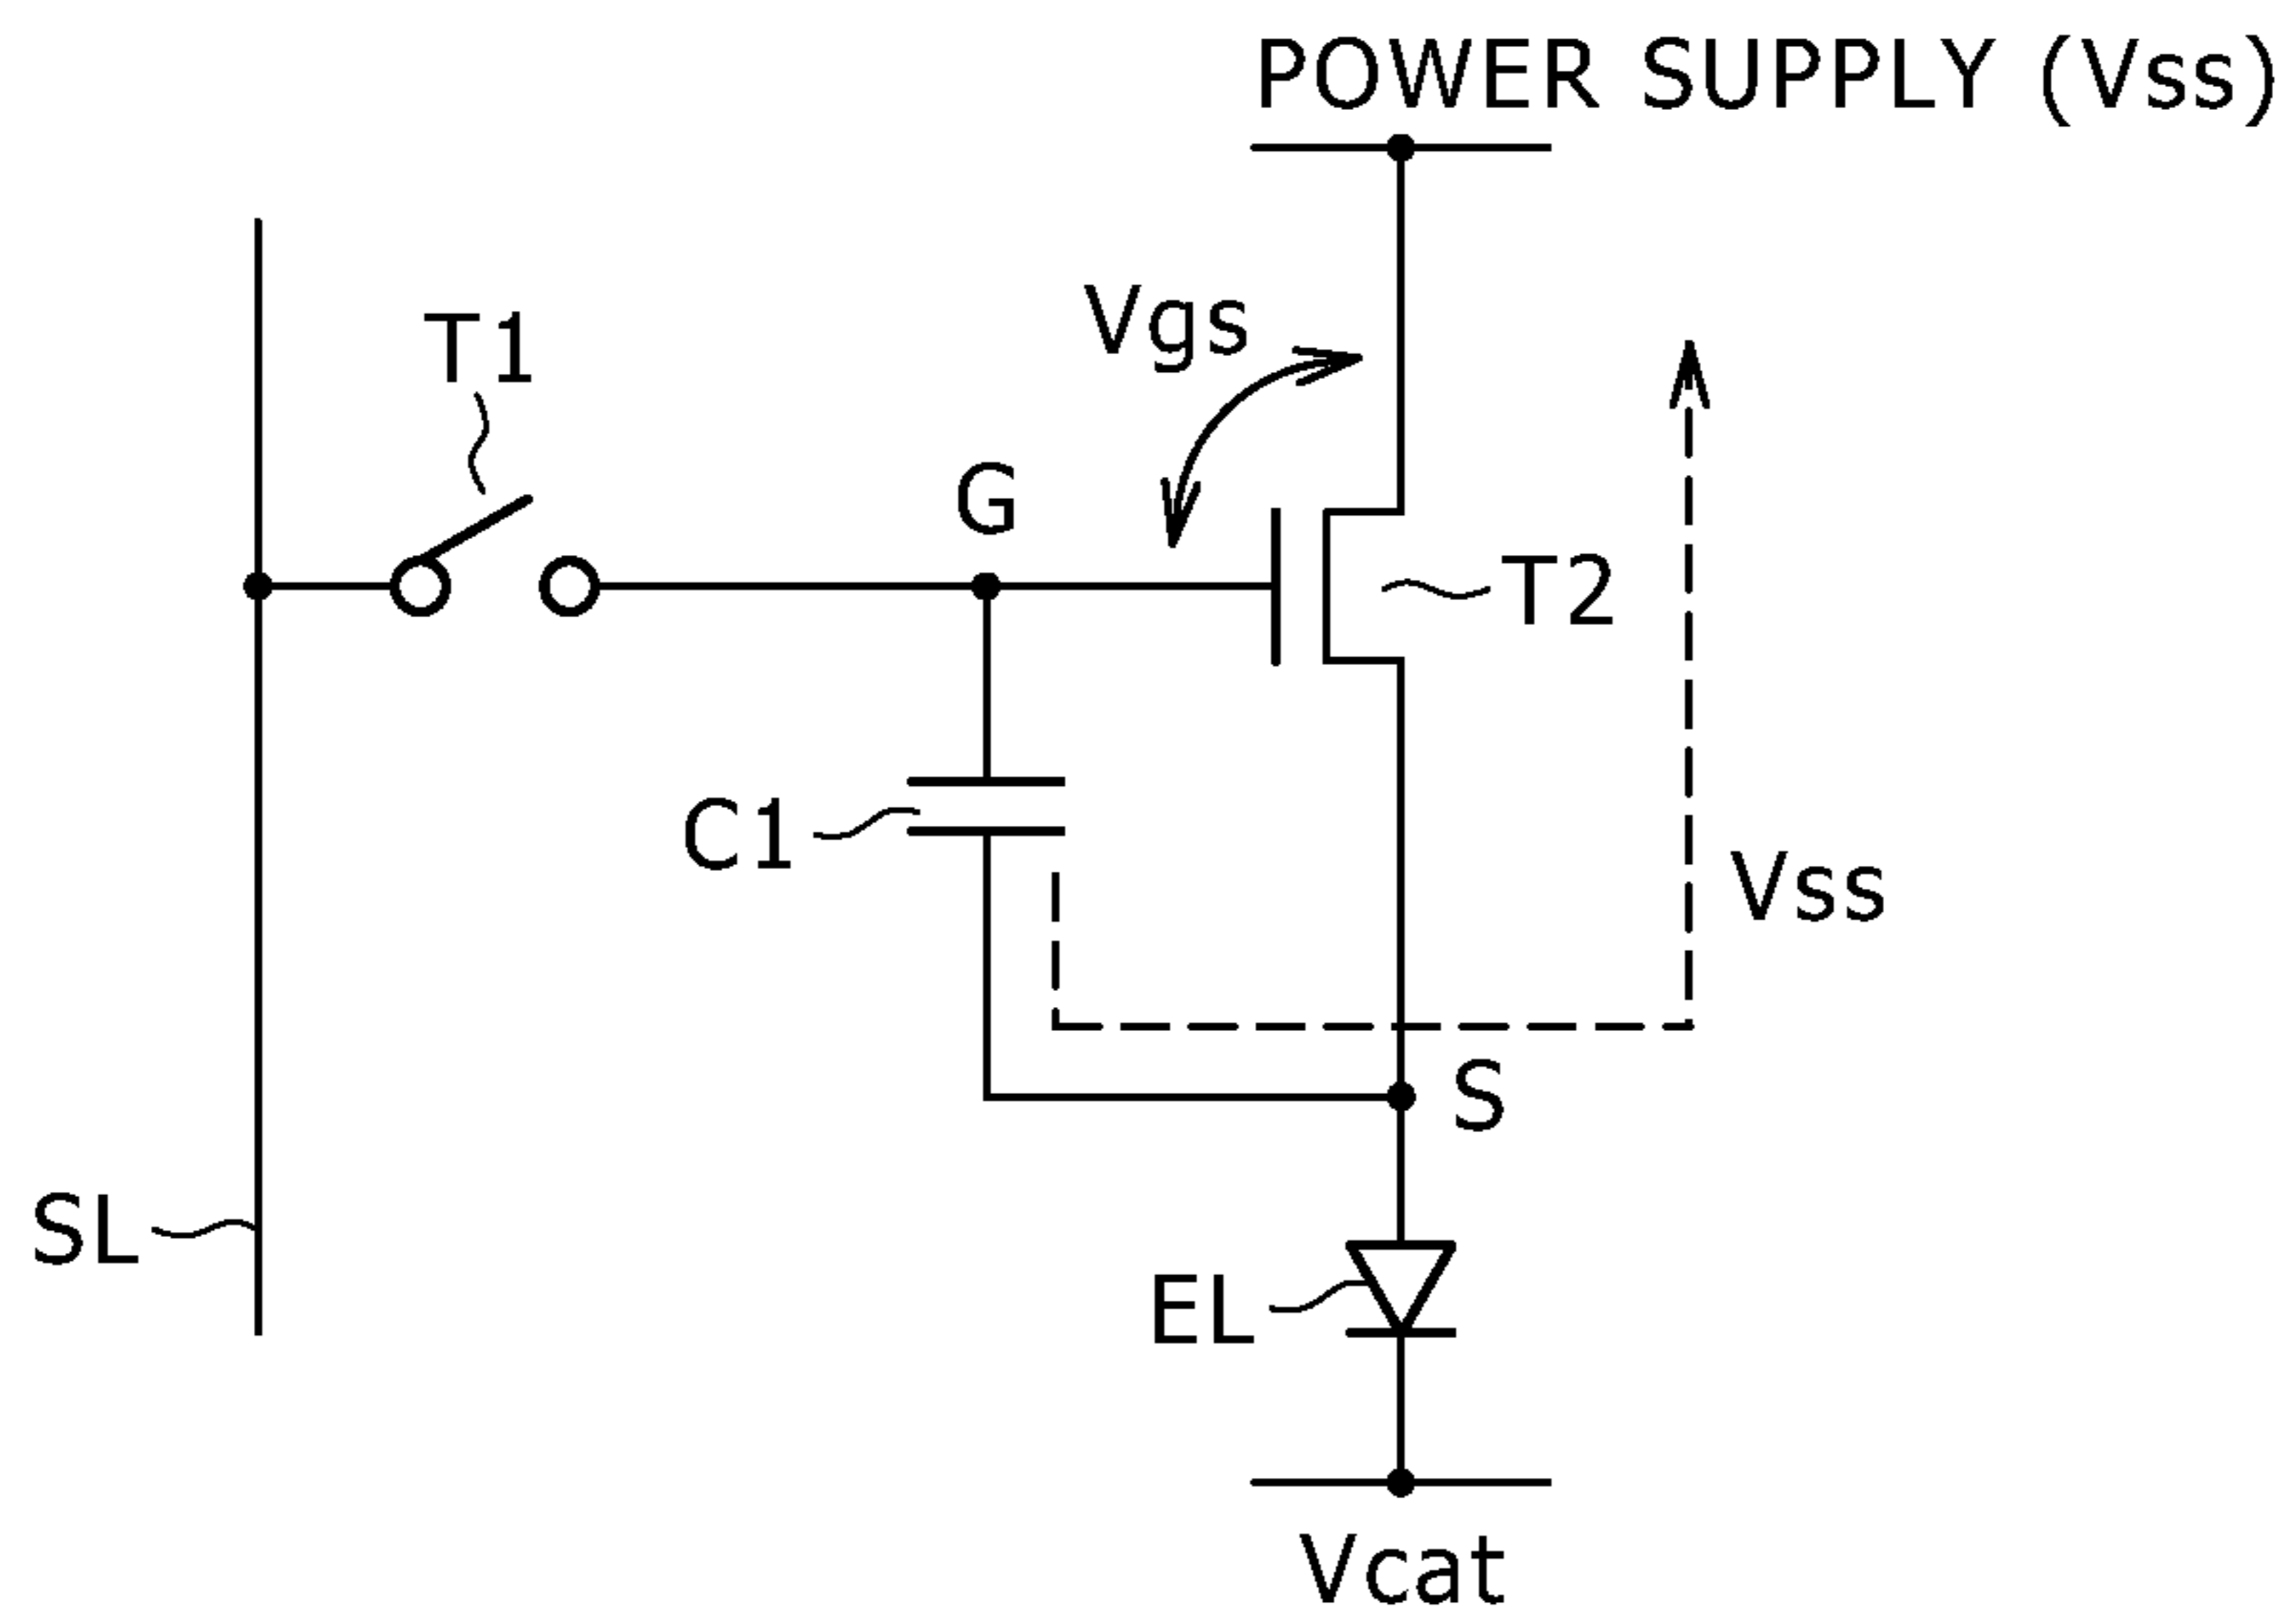 POWER SUPPLY (Vss)
Vgs
T1
G
T2
C1
Vss
S
SL
EL
Vcat